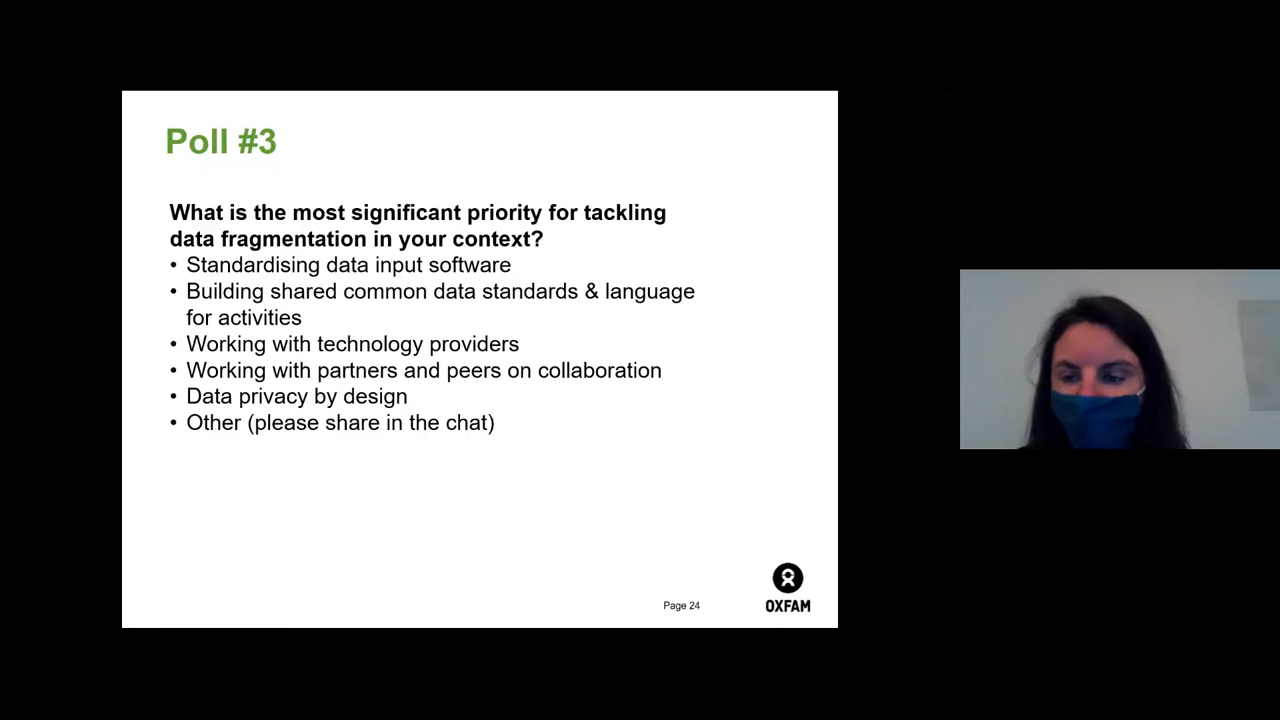 Poll #3
What is the most significant priority for tackling
data fragmentation in your context?
• Standardising data input software
• Building shared common data standards & language
for activities
• Working with technology providers
• Working with partners and peers on collaboration
• Data privacy by design
• Other (please share in the chat)
Page 24
OXFAM